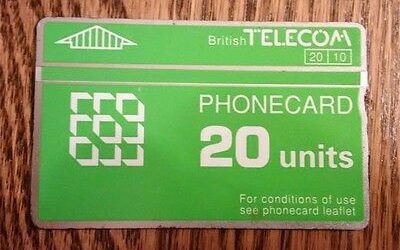 British TELECOM
20 10
PHONECARD
20 units
For conditions of use
see phonecard leaflet